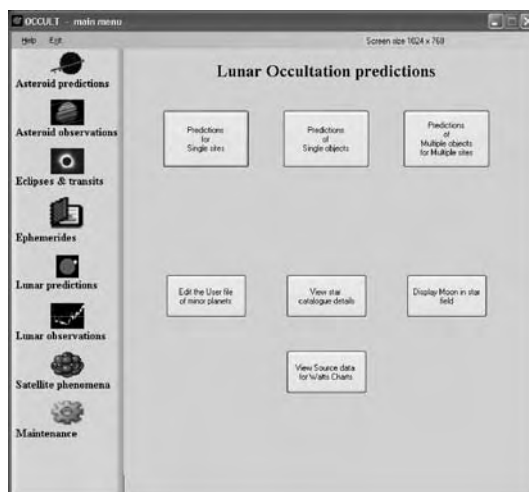 OCCULT - main menu
Help Exit
Screen size 1024 x 768
Asteroid predictions
Asteroid observations
Eclipses & transits
Ephemerides
Lunar predictions
Lunar observations
Satellite phenomena
Maintenance
Lunar Occultation predictions
Predictions
for
Single sites
Predictions
of
Single objects
Predictions
of
Multiple objects
for Multiple sites
Edit the User file
of minor planets
View star
catalogue details
Display Moon in star
field
View Source data
for Watts Charts